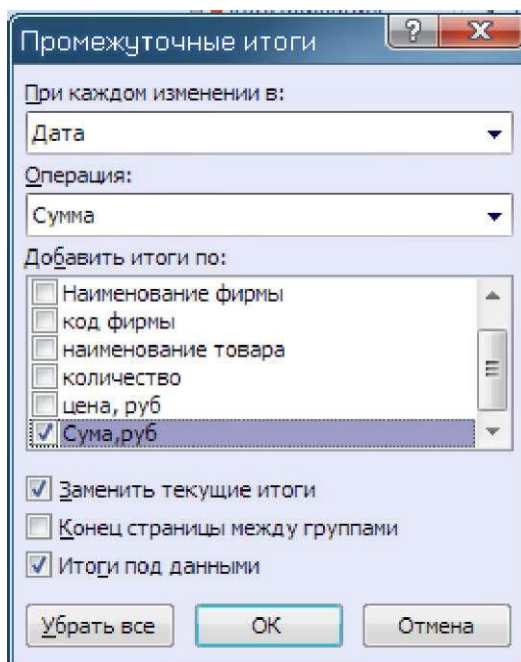 Промежуточные итоги
При каждом изменении в:
Дата
Операция:
Сумма
Добавить итоги по:
Наименование фирмы
код фирмы
наименование товара
количество
цена, руб
Сума,руб
Заменить текущие итоги
Конец страницы между группами
Итоги под данными
Убрать все ОК Отмена